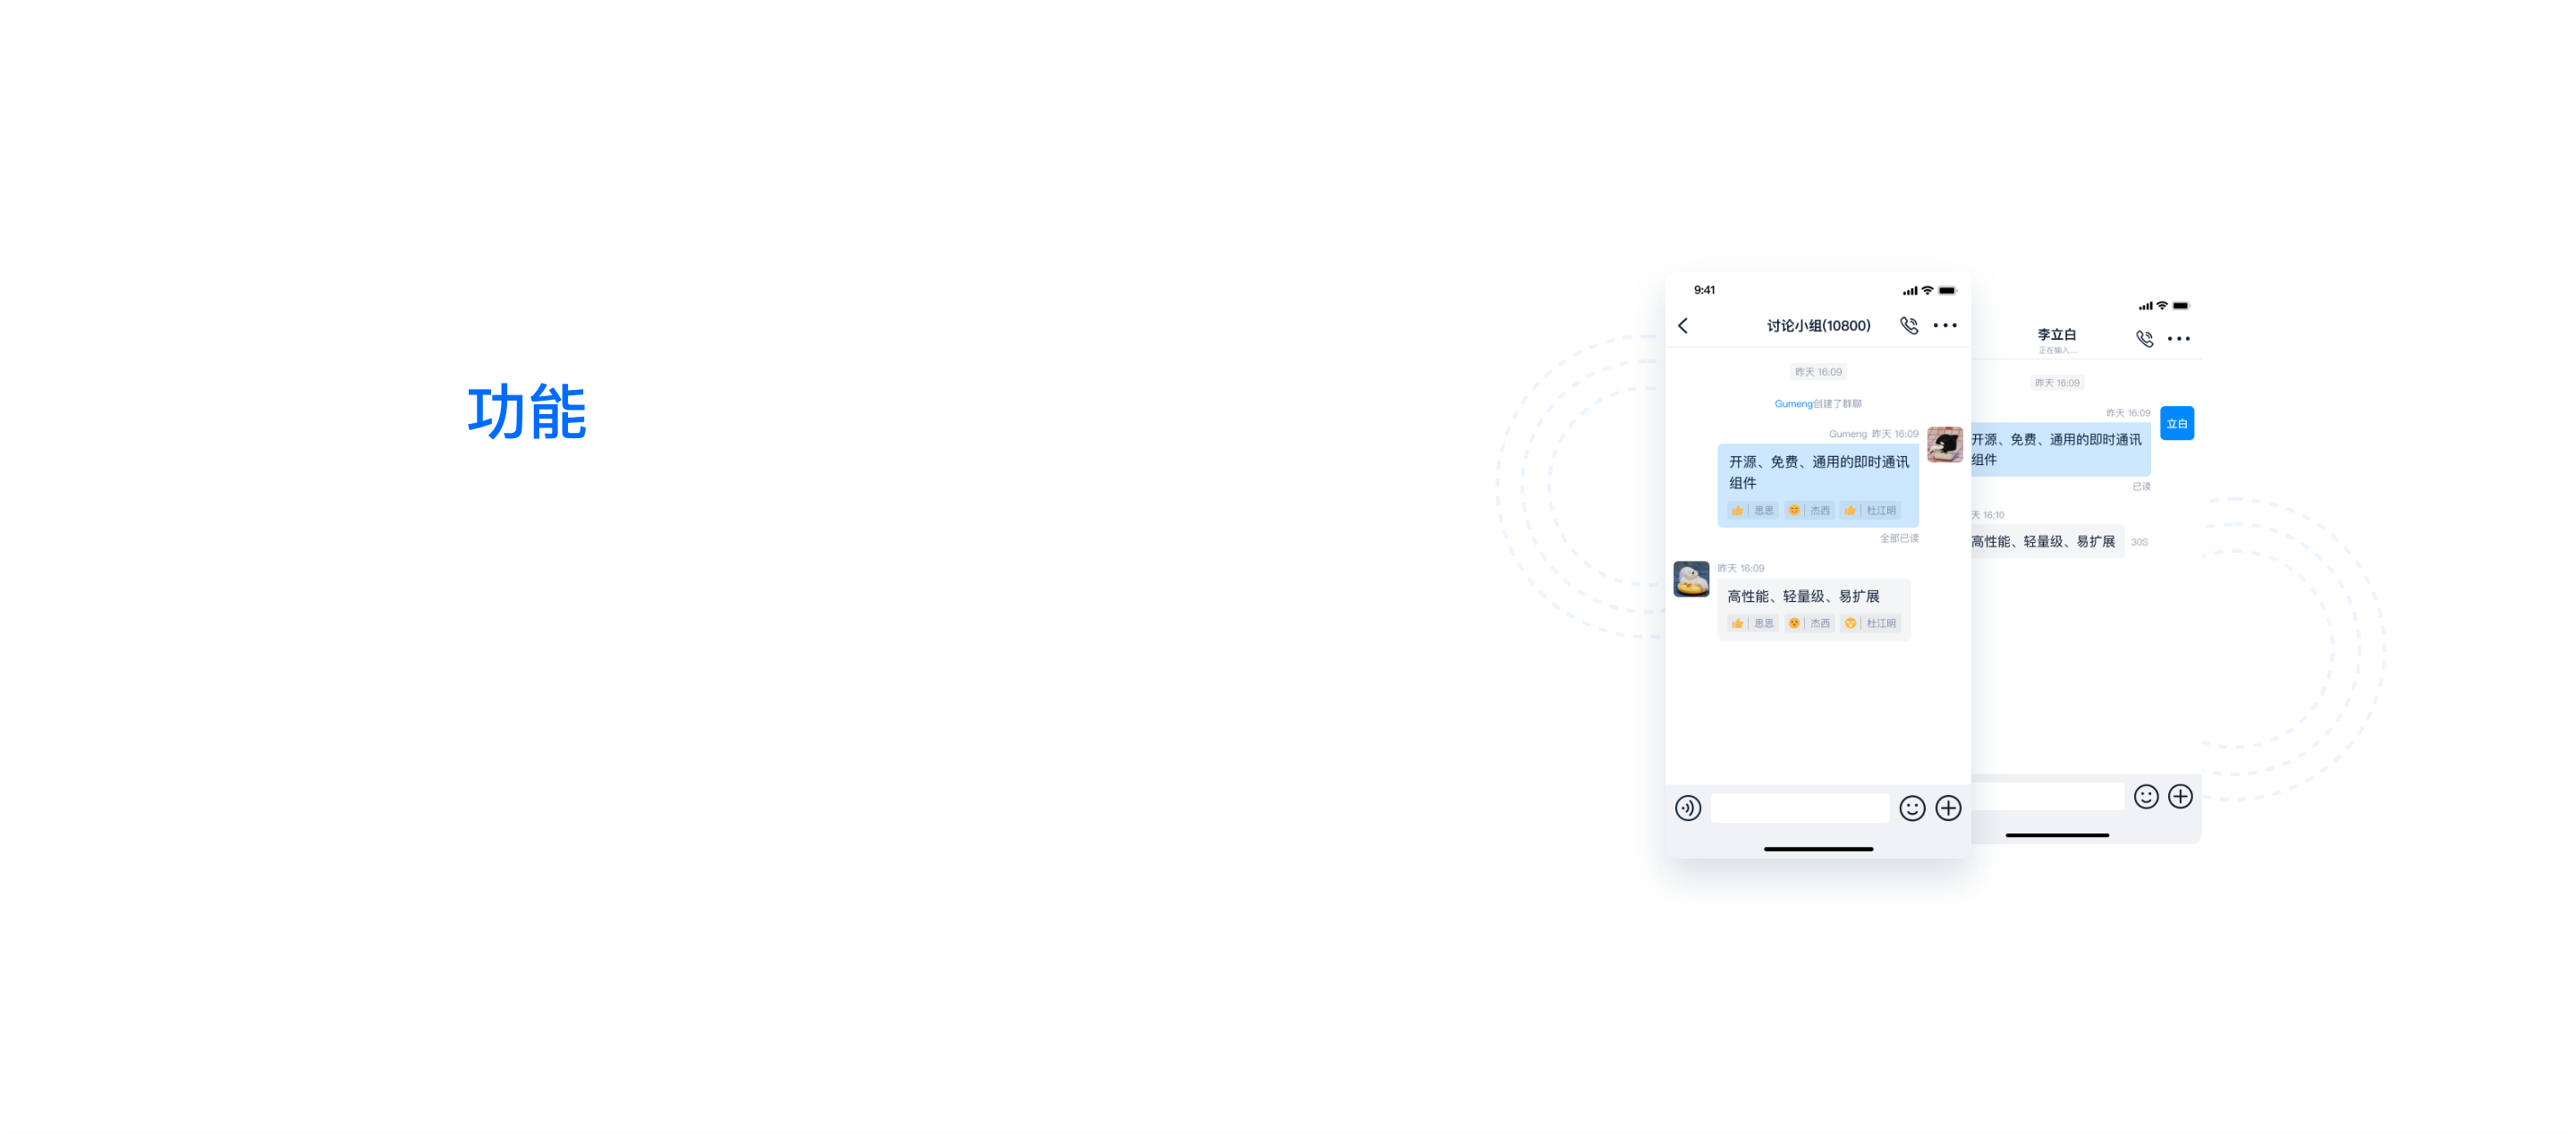 功能
9:41
讨论小组(10800)
昨天 16:09
Gumeng创建了群聊
Gumeng 昨天 16:09
开源、免费、通用的即时通讯
组件
思思 杰西 杜江明
全部已读
昨天 16:09
高性能、轻量级、易扩展
思思 杰西 杜江明
李立白
正在输入...
昨天 16:09
昨天 16:09
立白
开源、免费、通用的即时通讯
组件
已读
天 16:10
高性能、轻量级、易扩展 30S